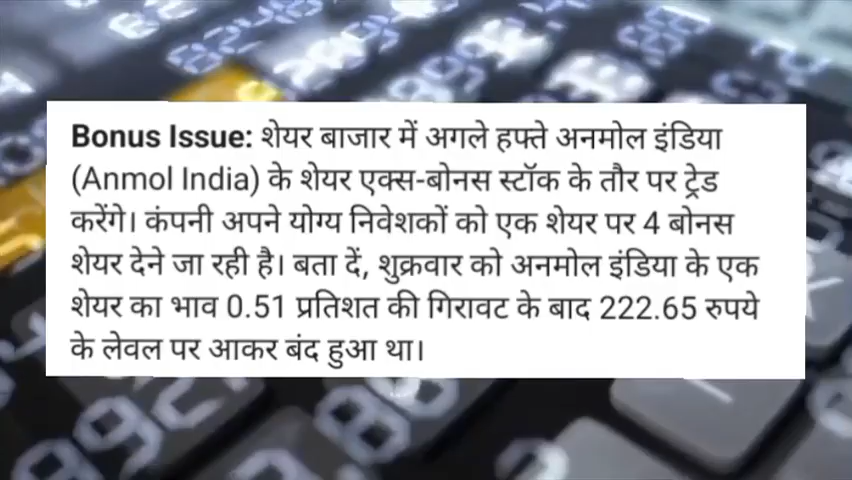 Bonus Issue: शेयर बाजार में अगले हफ्ते अनमोल इंडिया
(Anmol India) के शेयर एक्स-बोनस स्टॉक के तौर पर ट्रेड
करेंगे। कंपनी अपने योग्य निवेशकों को एक शेयर पर 4 बोनस
शेयर देने जा रही है। बता दें, शुक्रवार को अनमोल इंडिया के एक
शेयर का भाव 0.51 प्रतिशत की गिरावट के बाद 222.65 रुपये
के लेवल पर आकर बंद हुआ था।